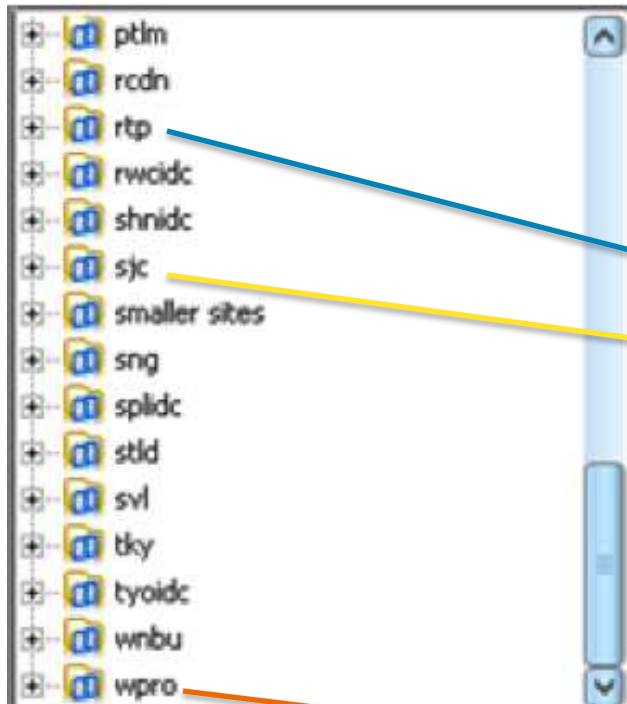 ptlm
rcdn
rtp
rwcidc
shnidc
sjc
smaller sites
sng
splidc
stld
svl
tky
tyoidc
wnbu
wpro